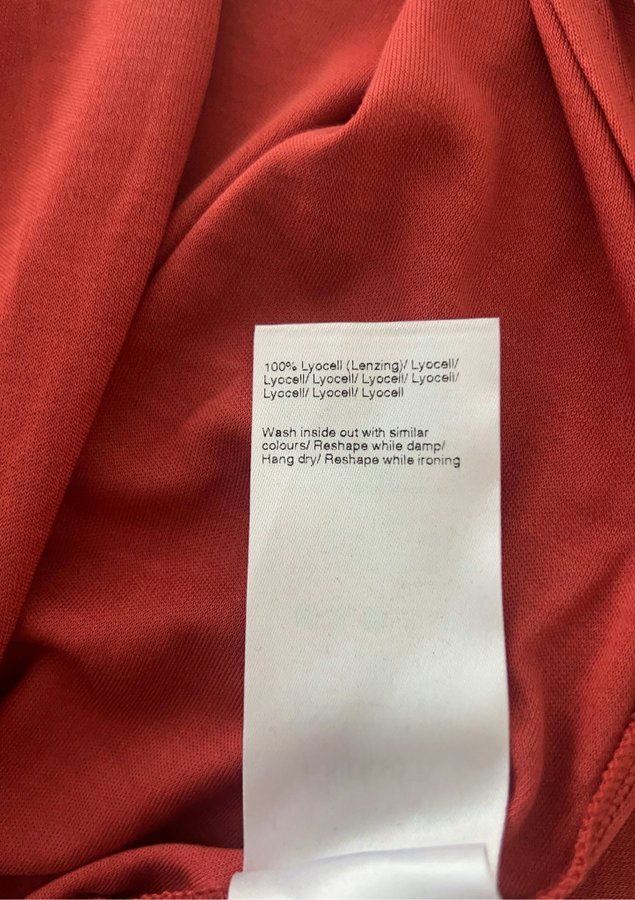 100% Lyocell (Lenzing)/ Lyocell/
Lyocell/ Lyocell/ Lyocell/ Lyocell/
Lyocell/ Lyocell/ Lyocell
Wash inside out with similar
colours/ Reshape while damp/
Hang dry/ Reshape while ironing